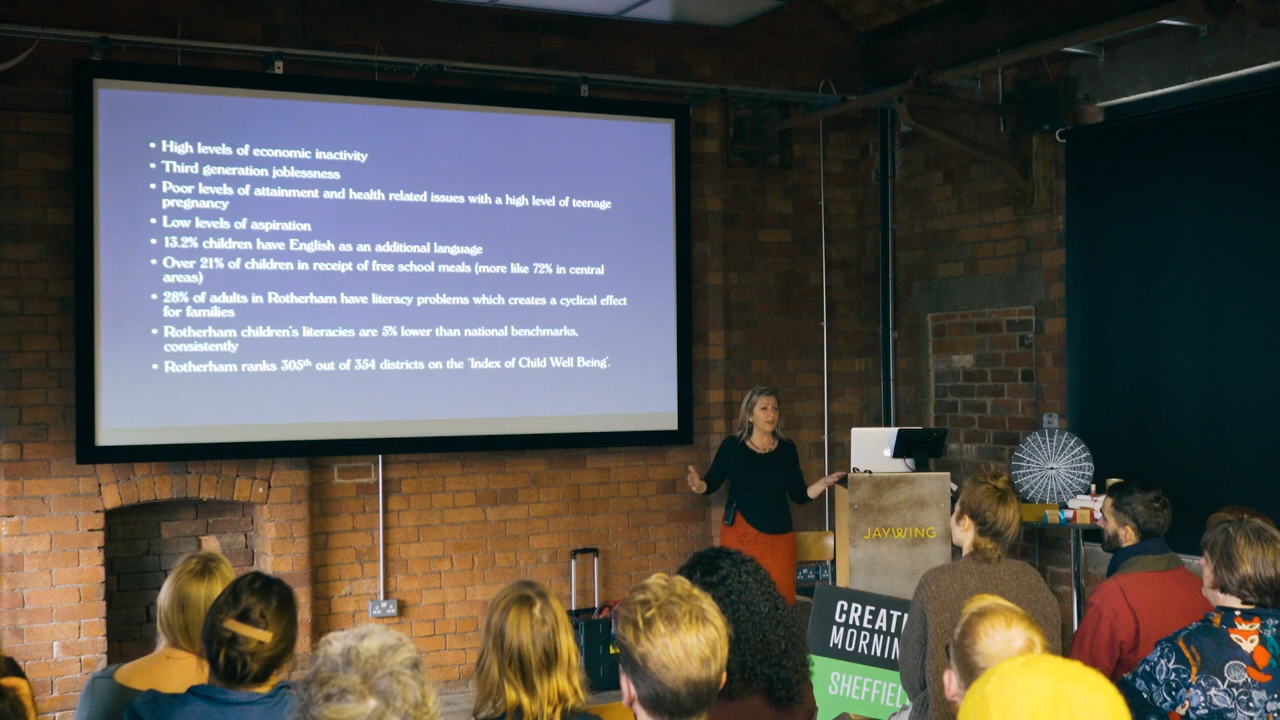 • High levels of economic inactivity
• Third generation joblessness
• Poor levels of attainment and health related issues with a high level of teenage
pregnancy
• Low levels of aspiration
• 13.2% children have English as an additional language
• Over 21% of children in receipt of free school meals (more like 72% in central
areas)
• 28% of adults in Rotherham have literacy problems which creates a cyclical effect
for families
• Rotherham children's literacies are 5% lower than national benchmarks,
consistently
• Rotherham ranks 305th out of 354 districts on the 'Index of Child Well Being'.
JAYWING
CREATI
MORNIN
SHEFFIEL